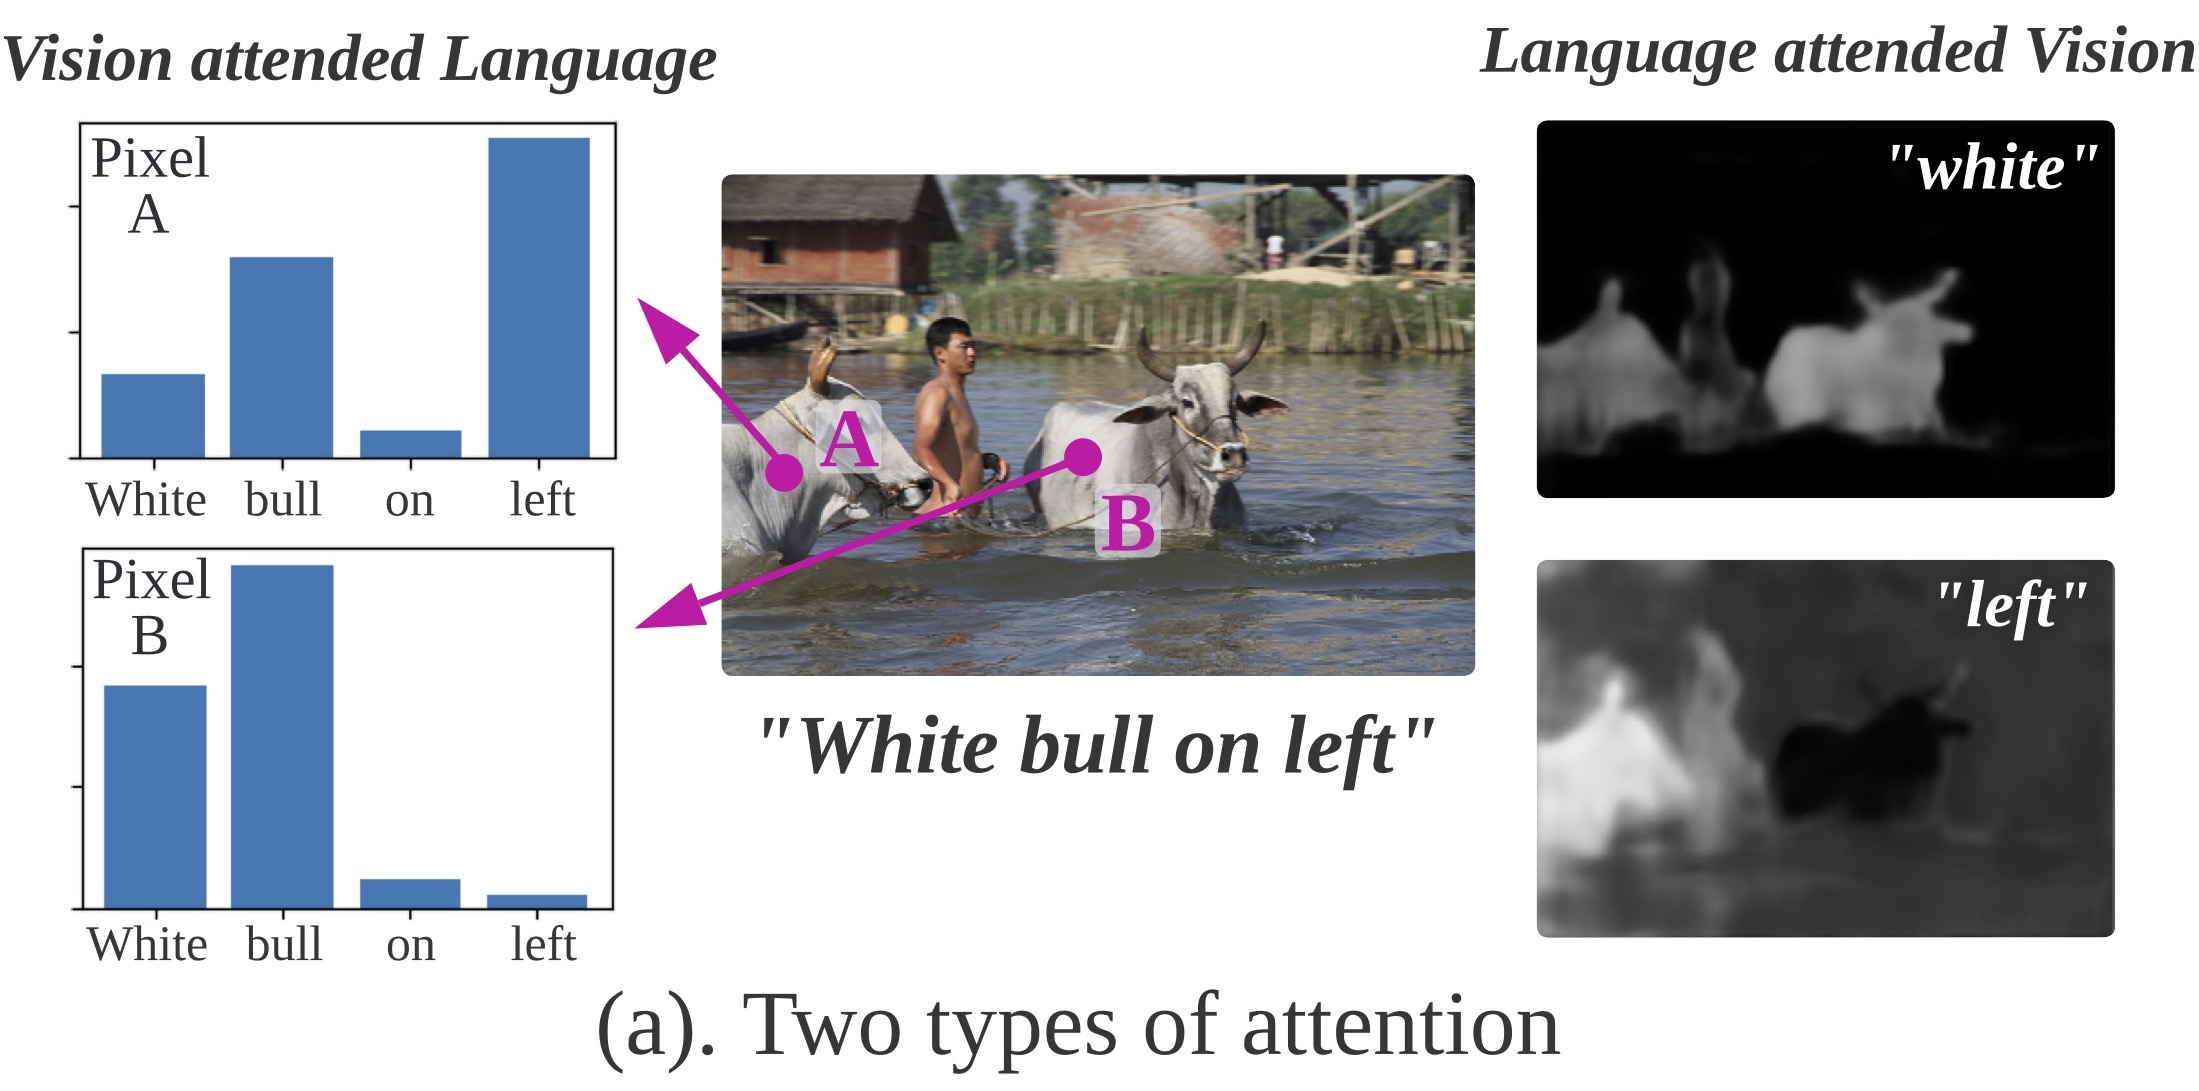 Vision attended Language
Language attended Vision
Pixel
A
White bull on left
Pixel
B
White bull on left
A
B
"White bull on left"
"white"
"left"
(a). Two types of attention